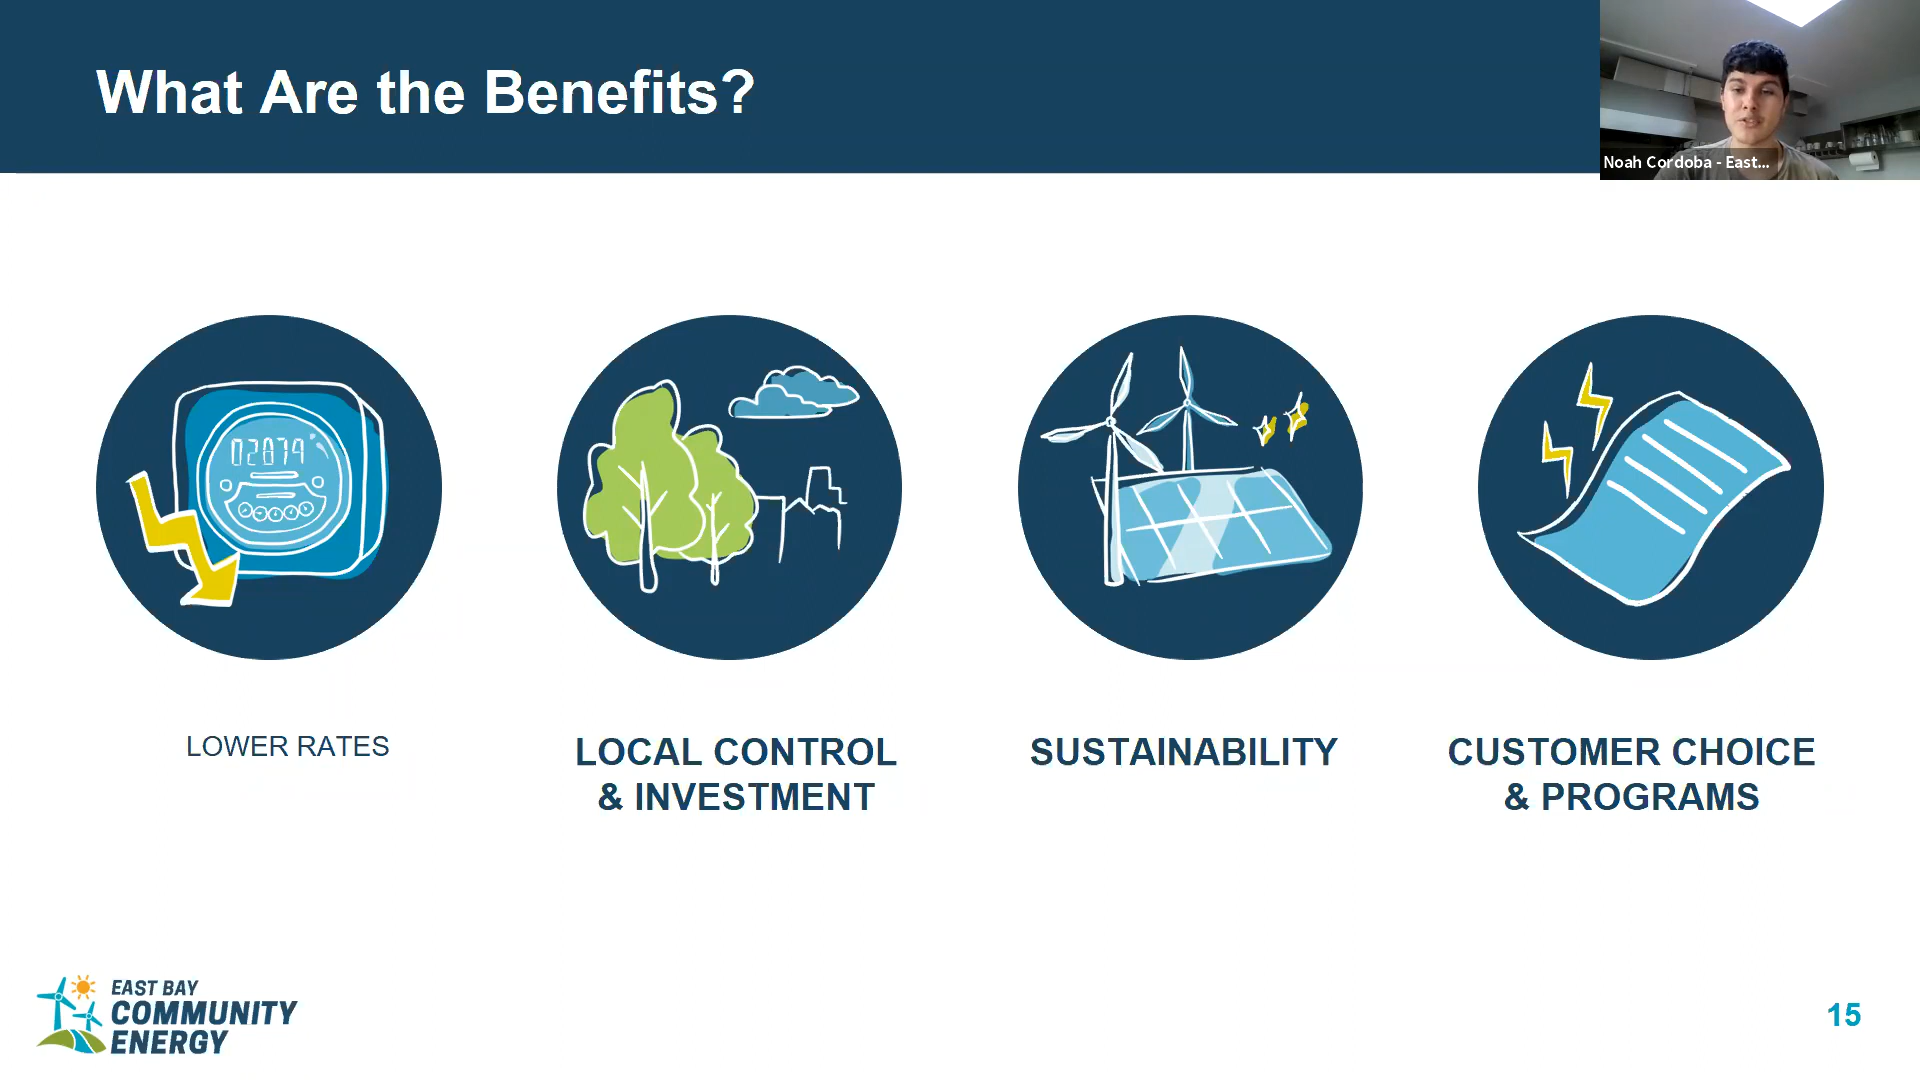 What Are the Benefits?
Noah Cordoba - East...
02874
LOWER RATES
LOCAL CONTROL
& INVESTMENT
SUSTAINABILITY
CUSTOMER CHOICE
& PROGRAMS
EAST BAY
COMMUNITY
ENERGY
15